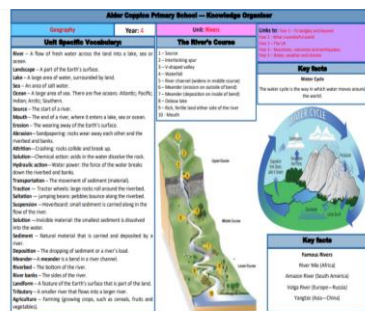 Alder Coppice Primary School — Knowledge Organiser
Geography
Year: 4
Unit: Rivers
Links to:
Unit Specific Vocabulary:
River – A flow of fresh water across the land into a lake, sea or
ocean.
Landscape – A part of the Earth's surface.
Lake – A large area of water, surrounded by land.
Sea – An area of salt water.
Ocean – A large area of sea. There are five oceans: Atlantic; Pacific;
Indian; Arctic; Southern.
Source – The start of a river.
Mouth – The end of a river, where it enters a lake, sea or ocean.
Erosion – The wearing away of the Earth's surface.
Abrasion – Sandpapering: rocks wear away each other and the
riverbed and banks.
Attrition – Crashing: rocks collide and break up.
Solution – Chemical action: acids in the water dissolve the rock.
Hydraulic action – Water power: the force of the water breaks
down the riverbed and banks.
Transportation – The movement of sediment (material).
Traction – Tractor wheels: large rocks roll around the riverbed.
Saltation – jumping beans: pebbles bounce along the riverbed.
Suspension – Hoverboard: small sediment is carried along in the
flow of the river.
Solution – Invisible material: the smallest sediment is dissolved
into the water.
Sediment – Natural material that is carried and deposited by a
river.
Deposition – The dropping of sediment or a river's load.
Meander – A meander is a bend in a river channel.
Riverbed – The bottom of the river.
River banks – The sides of the river.
Landform – A feature of the Earth's surface that is part of the land.
Tributary – A smaller river that flows into a larger river.
Agriculture – Farming (growing crops, such as cereals, fruits and
vegetables).
The River's Course
1 – Source
2 – Interlocking spur
3 – V-shaped valley
4 – Waterfall
5 – River channel (widens in middle course)
6 – Meander (erosion on outside of bend)
7 – Meander (deposition on inside of bend)
8 – Oxbow lake
9 – Flat, fertile land either side of the river
10 – Mouth
Upper Course
Middle Course
Lower Course
Key facts
Water Cycle
The water cycle is the way in which water moves around
the world.
WATER CYCLE
Key facts
Famous Rivers
River Nile (Africa)
Amazon River (South America)
Volga River (Europe – Russia)
Yangtze (Asia – China)